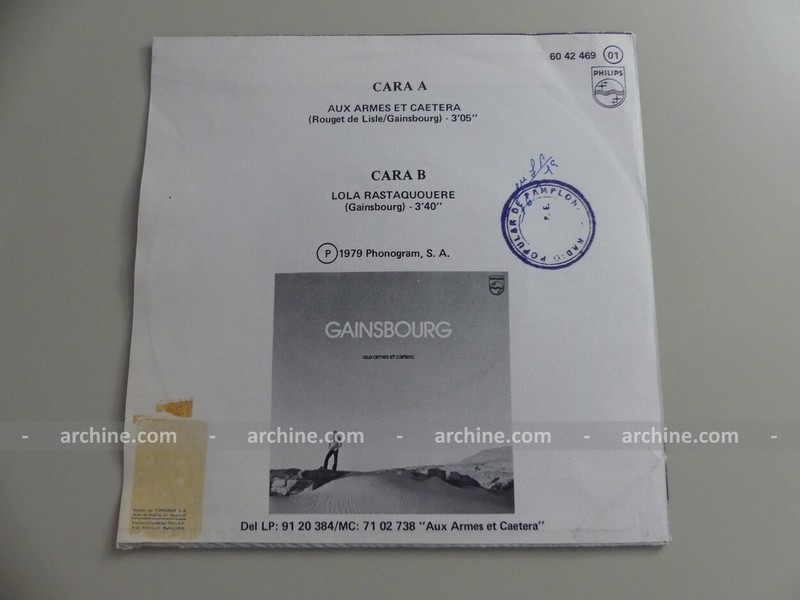 60 42 469 01
PHILIPS
CARA A
AUX ARMES ET CAETERA
(Rouget de Lisle/Gainsbourg) - 3'05"
CARA B
LOLA RASTAQUOUERE
(Gainsbourg) - 3'40"
POPULAR DE PAMPLONA
P 1979 Phonogram, S. A.
GAINSBOURG
aux armes et caetera
- archine.com - archine.com - archine.com - archine.com -
Del LP: 91 20 384/MC: 71 02 738 "Aux Armes et Caetera"